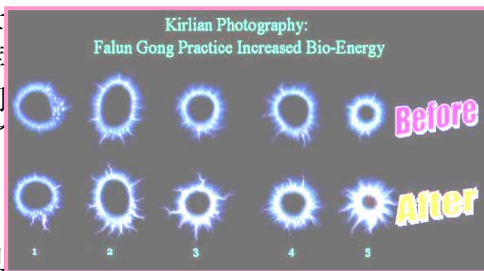 Kirlian Photography:
Falun Gong Practice Increased Bio-Energy
Before
After
1 2 3 4 5